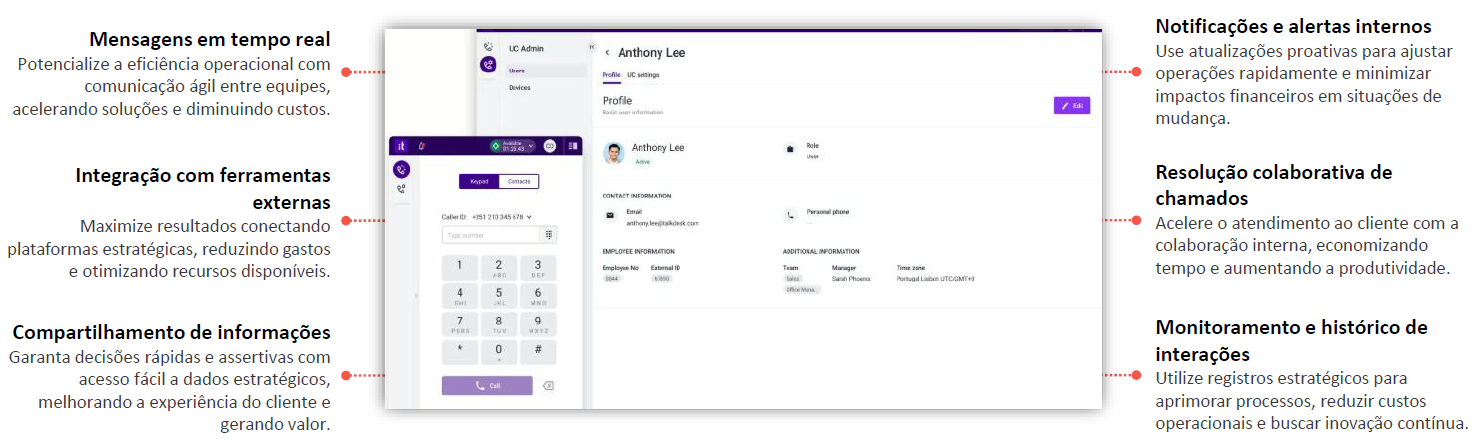 Mensagens em tempo real
Potencialize a eficiência operacional com
comunicação ágil entre equipes,
acelerando soluções e diminuindo custos.
Integração com ferramentas
externas
Maximize resultados conectando
plataformas estratégicas, reduzindo gastos
e otimizando recursos disponíveis.
Compartilhamento de informações
Garanta decisões rápidas e assertivas com
acesso fácil a dados estratégicos,
melhorando a experiência do cliente e
gerando valor.
UC Admin
Users
Devices
Anthony Lee
Profile UC settings
Profile
Basic user information
Edit
Anthony Lee
Active
Role
User
CONTACT INFORMATION
Email
anthony.lee@talkdesk.com
Personal phone
EMPLOYEE INFORMATION
Employee No External ID
0044 67890
ADDITIONAL INFORMATION
Team Manager Time zone
Sales Sarah Phoenix Portugal Lisbon UTC/GMT+0
Office Mana...
it
Available
01:25:43
Keypad Contacts
Caller ID: +351 210 345 678
Type number
1 2 3
ABC DEF
4 5 6
GHI JKL MNO
7 8 9
PQRS TUV WXYZ
* 0 #
+
Call
Notificações e alertas internos
Use atualizações proativas para ajustar
operações rapidamente e minimizar
impactos financeiros em situações de
mudança.
Resolução colaborativa de
chamados
Acelere o atendimento ao cliente com a
colaboração interna, economizando
tempo e aumentando a produtividade.
Monitoramento e histórico de
interações
Utilize registros estratégicos para
aprimorar processos, reduzir custos
operacionais e buscar inovação contínua.